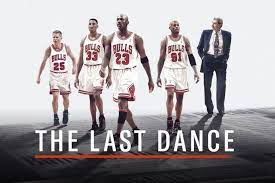 BULLS
25
BULLS
33
BULLS
23
BULLS
91
THE LAST DANCE